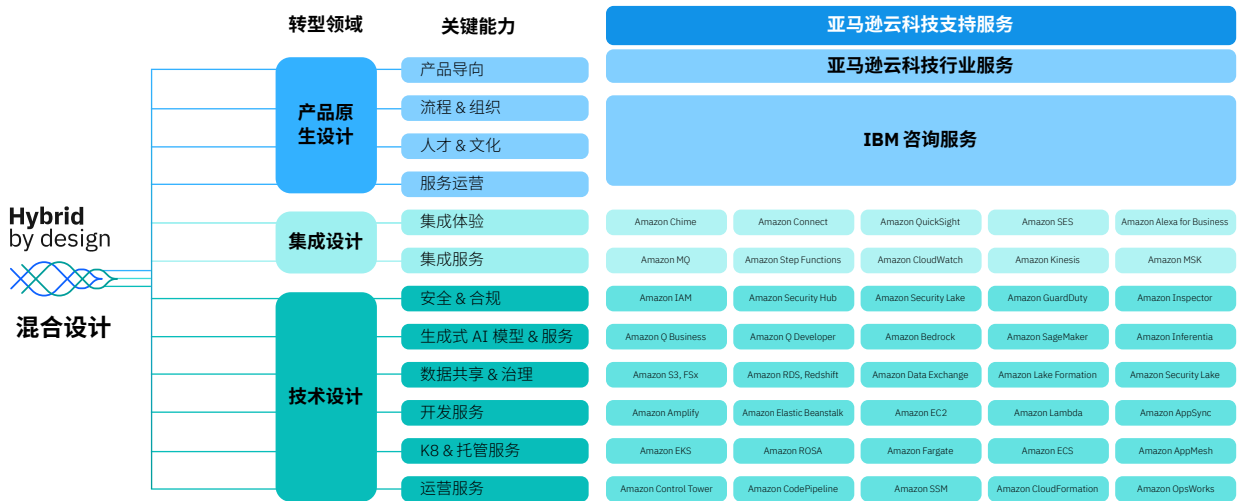 转型领域
关键能力
亚马逊云科技支持服务
亚马逊云科技行业服务
IBM 咨询服务
Hybrid
by design
混合设计
产品原
生设计
产品导向
流程 & 组织
人才 & 文化
服务运营
集成设计
集成体验
Amazon Chime
Amazon Connect
Amazon QuickSight
Amazon SES
Amazon Alexa for Business
集成服务
Amazon MQ
Amazon Step Functions
Amazon CloudWatch
Amazon Kinesis
Amazon MSK
技术设计
安全 & 合规
Amazon IAM
Amazon Security Hub
Amazon Security Lake
Amazon GuardDuty
Amazon Inspector
生成式 AI 模型 & 服务
Amazon Q Business
Amazon Q Developer
Amazon Bedrock
Amazon SageMaker
Amazon Inferentia
数据共享 & 治理
Amazon S3, FSx
Amazon RDS, Redshift
Amazon Data Exchange
Amazon Lake Formation
Amazon Security Lake
开发服务
Amazon Amplify
Amazon Elastic Beanstalk
Amazon EC2
Amazon Lambda
Amazon AppSync
K8 & 托管服务
Amazon EKS
Amazon ROSA
Amazon Fargate
Amazon ECS
Amazon AppMesh
运营服务
Amazon Control Tower
Amazon CodePipeline
Amazon SSM
Amazon CloudFormation
Amazon OpsWorks